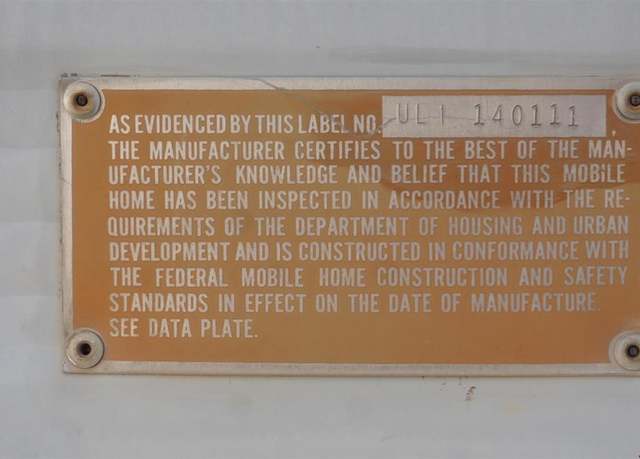 AS EVIDENCED BY THIS LABEL NO. ULI 140111,
THE MANUFACTURER CERTIFIES TO THE BEST OF THE MAN-
UFACTURER'S KNOWLEDGE AND BELIEF THAT THIS MOBILE
HOME HAS BEEN INSPECTED IN ACCORDANCE WITH THE RE-
QUIREMENTS OF THE DEPARTMENT OF HOUSING AND URBAN
DEVELOPMENT AND IS CONSTRUCTED IN CONFORMANCE WITH
THE FEDERAL MOBILE HOME CONSTRUCTION AND SAFETY
STANDARDS IN EFFECT ON THE DATE OF MANUFACTURE.
SEE DATA PLATE.